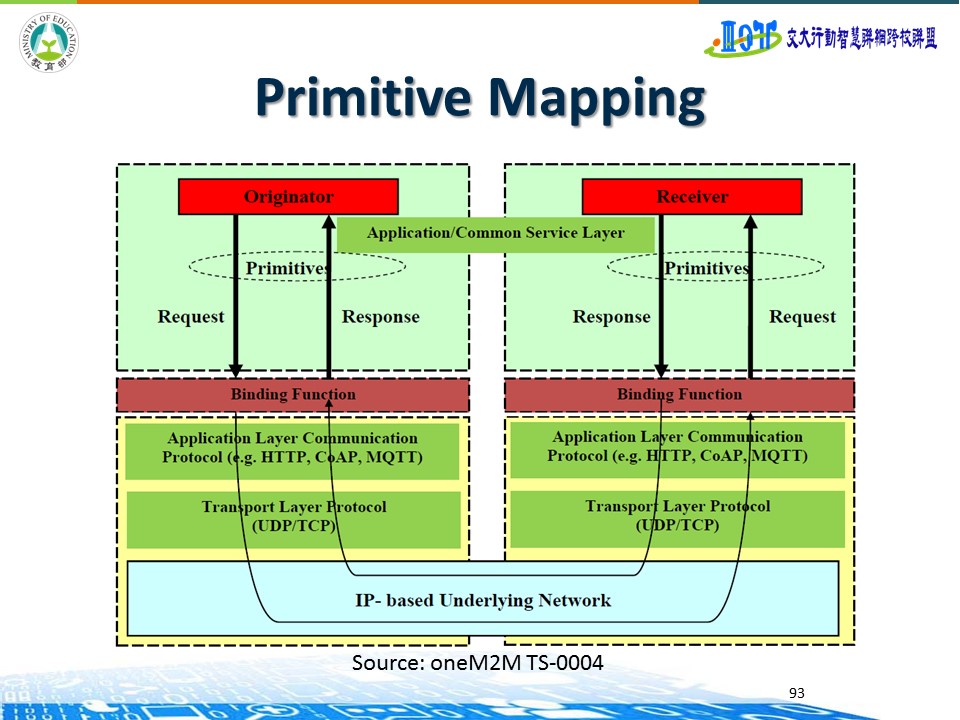 MINISTRY OF EDUCATION
教育部
交大行動智慧聯網跨校聯盟
Primitive Mapping
Originator
Receiver
Application/Common Service Layer
Primitives
Primitives
Request
Response
Response
Request
Binding Function
Binding Function
Application Layer Communication
Protocol (e.g. HTTP, CoAP, MQTT)
Application Layer Communication
Protocol (e.g. HTTP, CoAP, MQTT)
Transport Layer Protocol
(UDP/TCP)
Transport Layer Protocol
(UDP/TCP)
IP- based Underlying Network
Source: oneM2M TS-0004
93